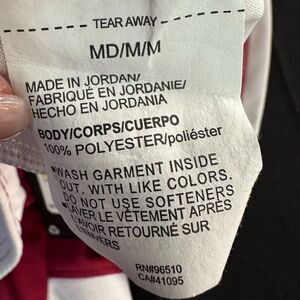 TEAR AWAY
MD/M/M
MADE IN JORDAN/
FABRIQUÉ EN JORDANIE/
HECHO EN JORDANIA
BODY/CORPS/CUERPO
100% POLYESTER/poliéster
•WASH GARMENT INSIDE
OUT. WITH LIKE COLORS.
DO NOT USE SOFTENERS
•LAVER LE VÊTEMENT APRÈS
L'AVOIR RETOURNÉ SUR
L'ENVERS
RN#96510
CA#41095